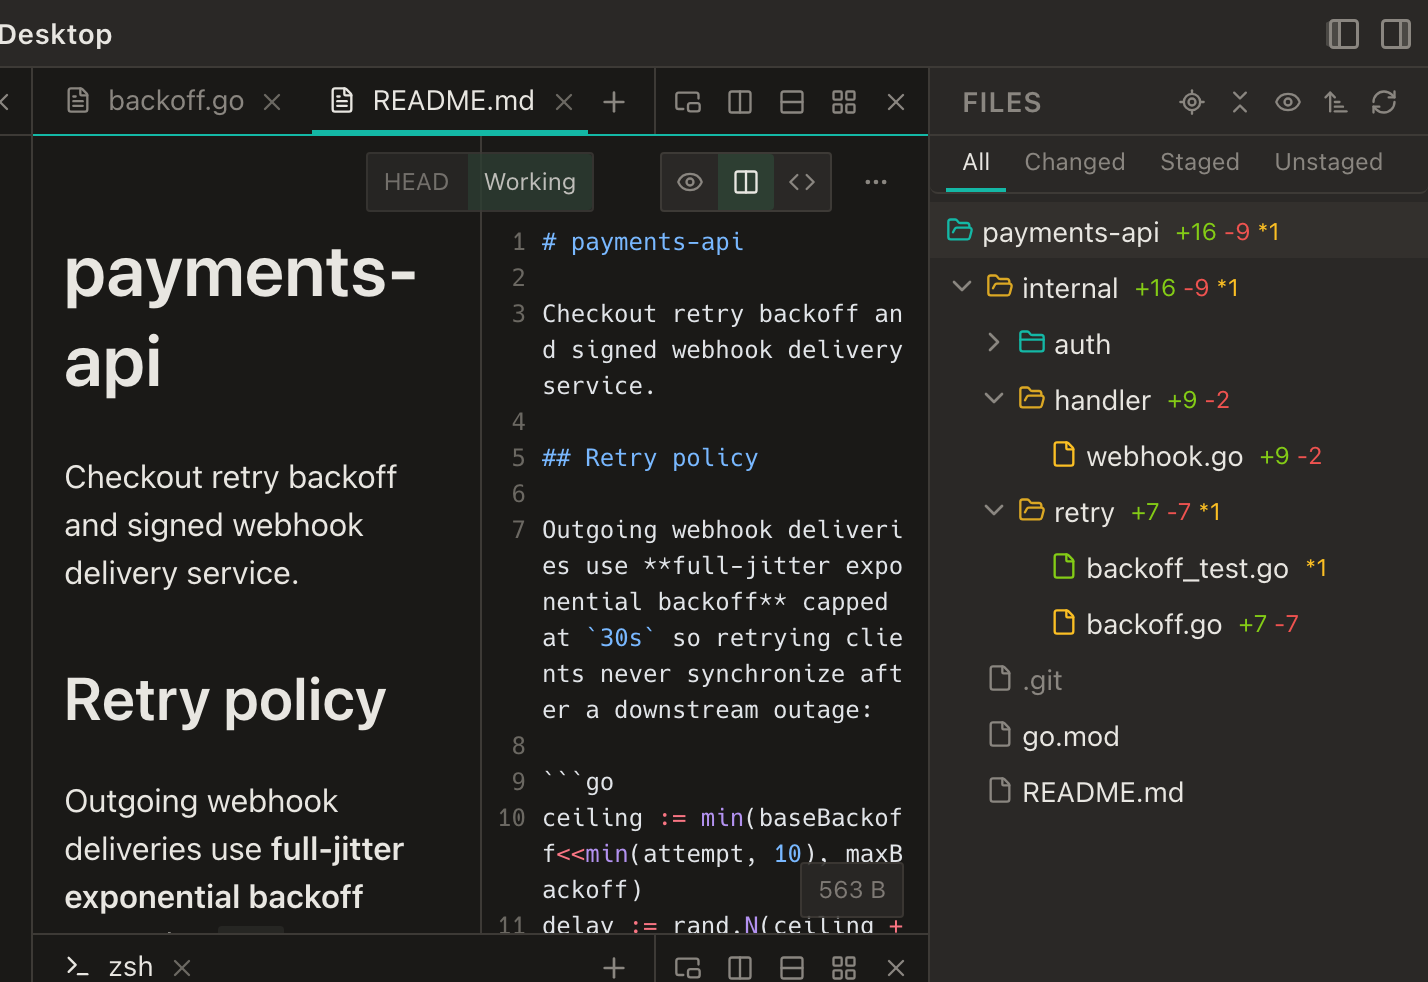 Desktop
backoff.go
README.md
FILES
All
Changed
Staged
Unstaged
HEAD
Working
payments-
api
Checkout retry backoff
and signed webhook
delivery service.
Retry policy
Outgoing webhook
deliveries use full-jitter
exponential backoff
1 # payments-api
2
3 Checkout retry backoff an
d signed webhook delivery
service.
4
5 ## Retry policy
6
7 Outgoing webhook deliveri
es use **full-jitter expo
nential backoff** capped
at `30s` so retrying clie
nts never synchronize aft
er a downstream outage:
8
9 ```go
10 ceiling := min(baseBackof
f<<min(attempt, 10), maxB
ackoff)
11 delay := rand.N(ceiling +
563 B
payments-api +16 -9 *1
internal +16 -9 *1
auth
handler +9 -2
webhook.go +9 -2
retry +7 -7 *1
backoff_test.go *1
backoff.go +7 -7
.git
go.mod
README.md
zsh